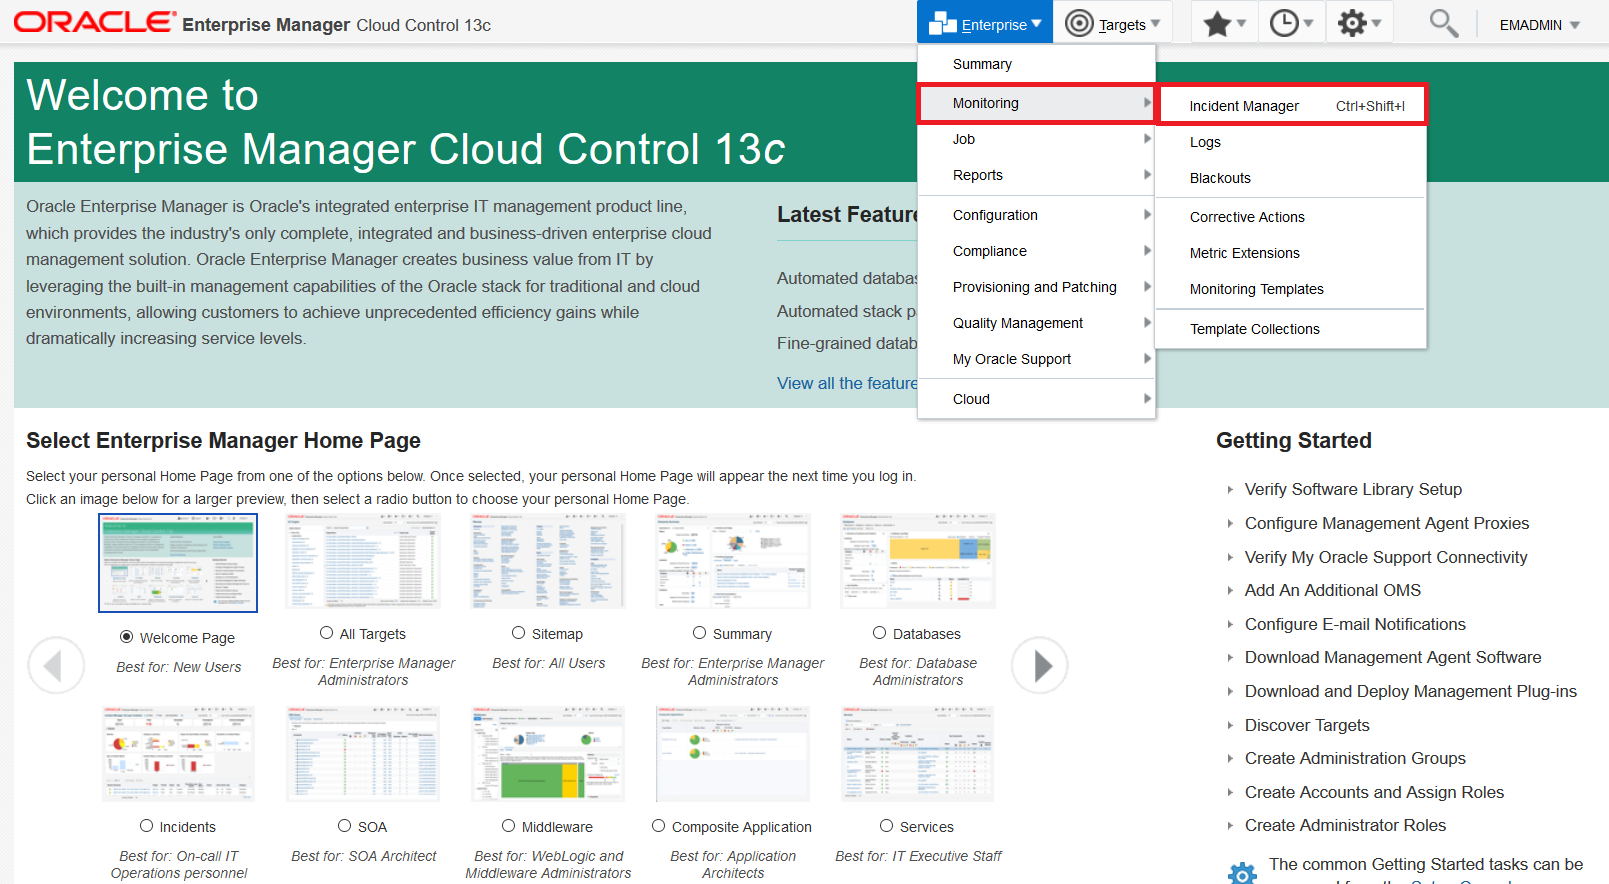 ORACLE® Enterprise Manager Cloud Control 13c
Enterprise
Targets
EMADMIN
Welcome to
Enterprise Manager Cloud Control 13c
Oracle Enterprise Manager is Oracle's integrated enterprise IT management product line,
which provides the industry's only complete, integrated and business-driven enterprise cloud
management solution. Oracle Enterprise Manager creates business value from IT by
leveraging the built-in management capabilities of the Oracle stack for traditional and cloud
environments, allowing customers to achieve unprecedented efficiency gains while
dramatically increasing service levels.
Latest Feature
Automated databas
Automated stack p
Fine-grained datab
View all the feature
Summary
Monitoring
Job
Reports
Configuration
Compliance
Provisioning and Patching
Quality Management
My Oracle Support
Cloud
Incident Manager Ctrl+Shift+I
Logs
Blackouts
Corrective Actions
Metric Extensions
Monitoring Templates
Template Collections
Select Enterprise Manager Home Page
Select your personal Home Page from one of the options below. Once selected, your personal Home Page will appear the next time you log in.
Click an image below for a larger preview, then select a radio button to choose your personal Home Page.
Welcome Page
Best for: New Users
All Targets
Best for: Enterprise Manager
Administrators
Sitemap
Best for: All Users
Summary
Best for: Enterprise Manager
Administrators
Databases
Best for: Database
Administrators
Incidents
Best for: On-call IT
Operations personnel
SOA
Best for: SOA Architect
Middleware
Best for: WebLogic and
Middleware Administrators
Composite Application
Best for: Application
Architects
Services
Best for: IT Executive Staff
Getting Started
Verify Software Library Setup
Configure Management Agent Proxies
Verify My Oracle Support Connectivity
Add An Additional OMS
Configure E-mail Notifications
Download Management Agent Software
Download and Deploy Management Plug-ins
Discover Targets
Create Administration Groups
Create Accounts and Assign Roles
Create Administrator Roles
The common Getting Started tasks can be